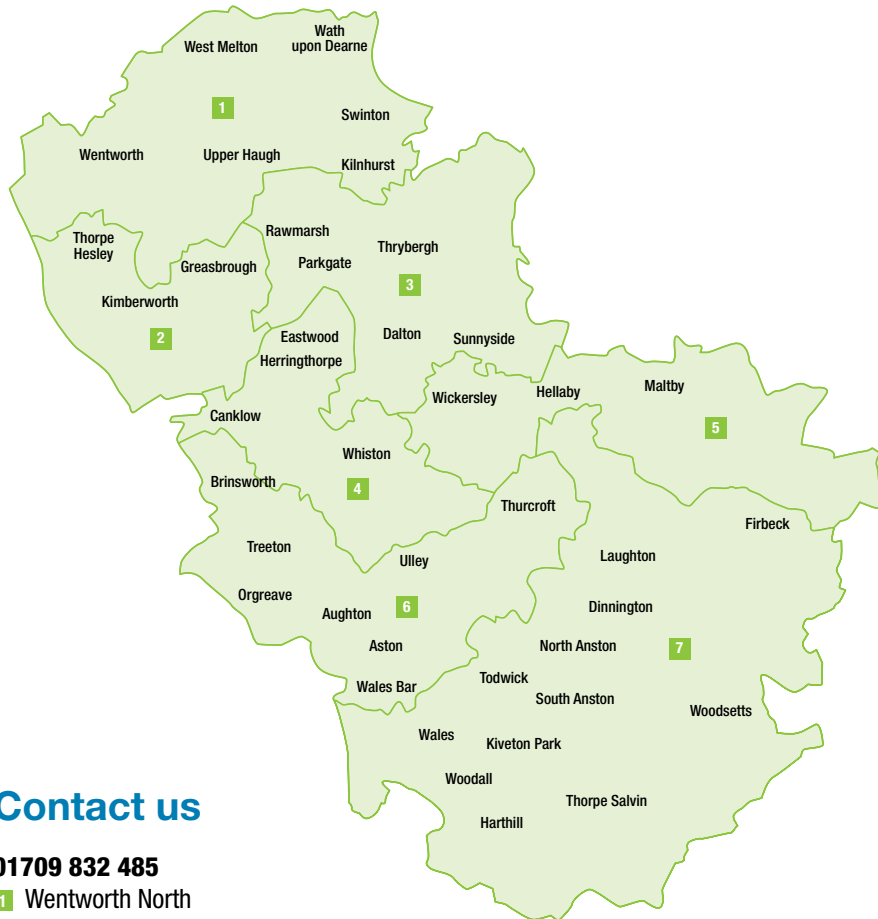 West Melton
Wath
upon Dearne
1
Swinton
Wentworth
Upper Haugh
Kilnhurst
Thorpe
Hesley
Rawmarsh
Thrybergh
Greasbrough
Parkgate
3
Kimberworth
2
Eastwood
Herringthorpe
Dalton
Sunnyside
Wickersley
Hellaby
Maltby
5
Canklow
Whiston
4
Brinsworth
Thurcroft
Firbeck
Treeton
Ulley
Laughton
Orgreave
Aughton
6
Dinnington
Aston
North Anston
7
Wales Bar
Todwick
South Anston
Woodsetts
Wales
Kiveton Park
Woodall
Thorpe Salvin
Harthill
Contact us
01709 832 485
1 Wentworth North